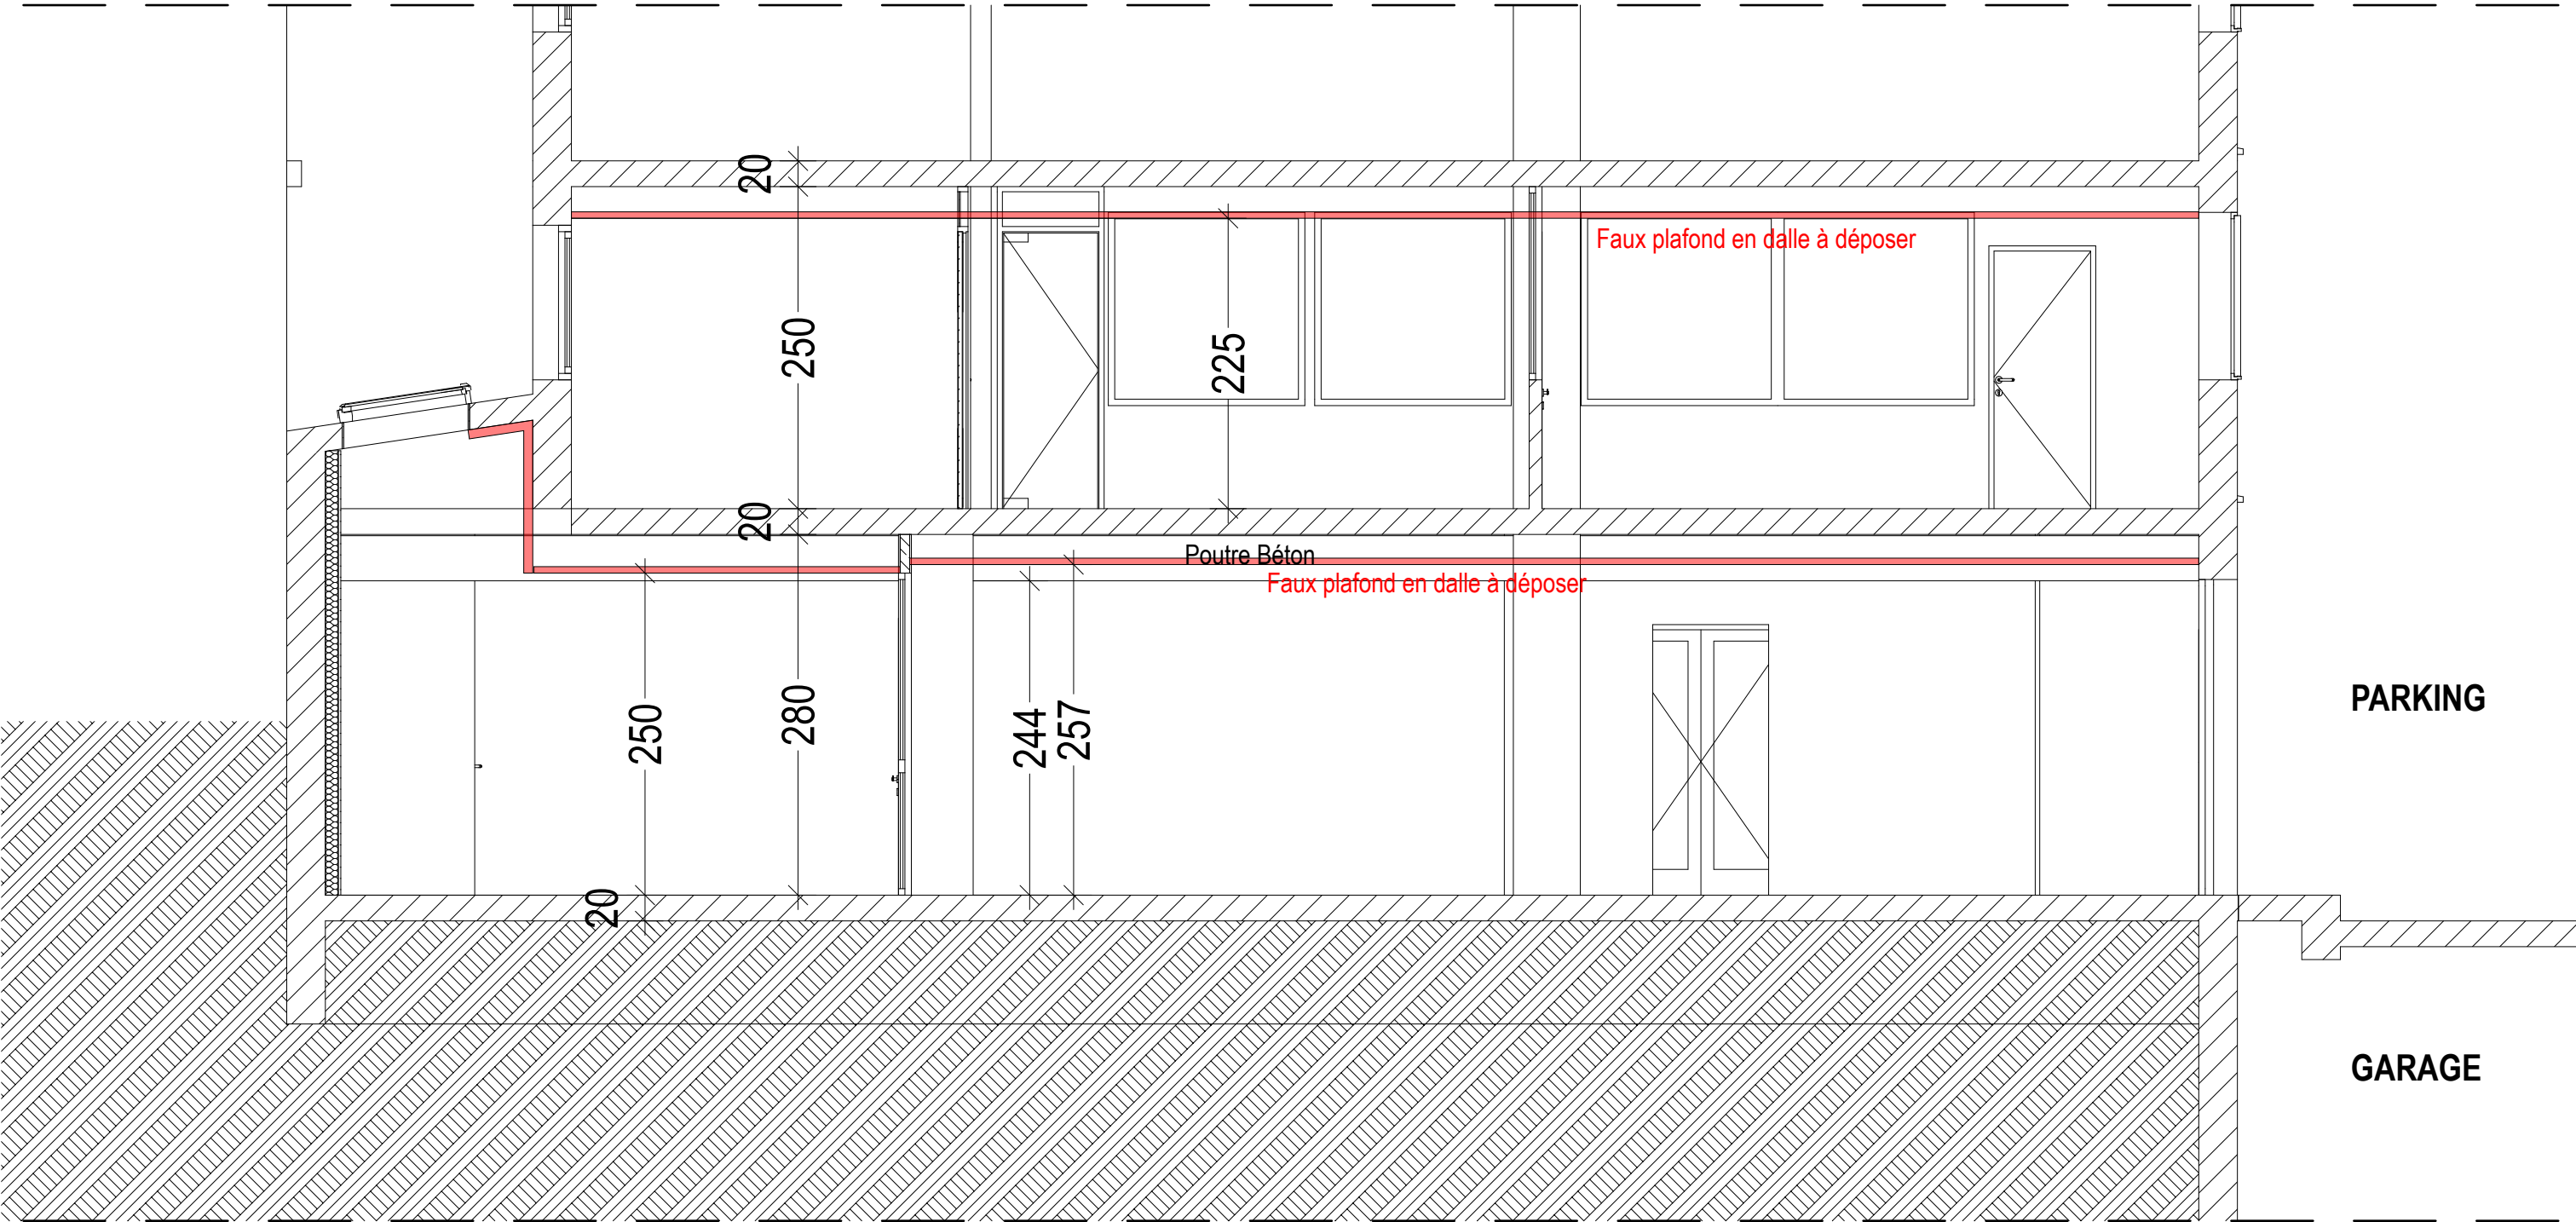 20
Faux plafond en dalle à déposer
250
225
20
Poutre Béton
Faux plafond en dalle à déposer
250
280
244
257
PARKING
20
GARAGE